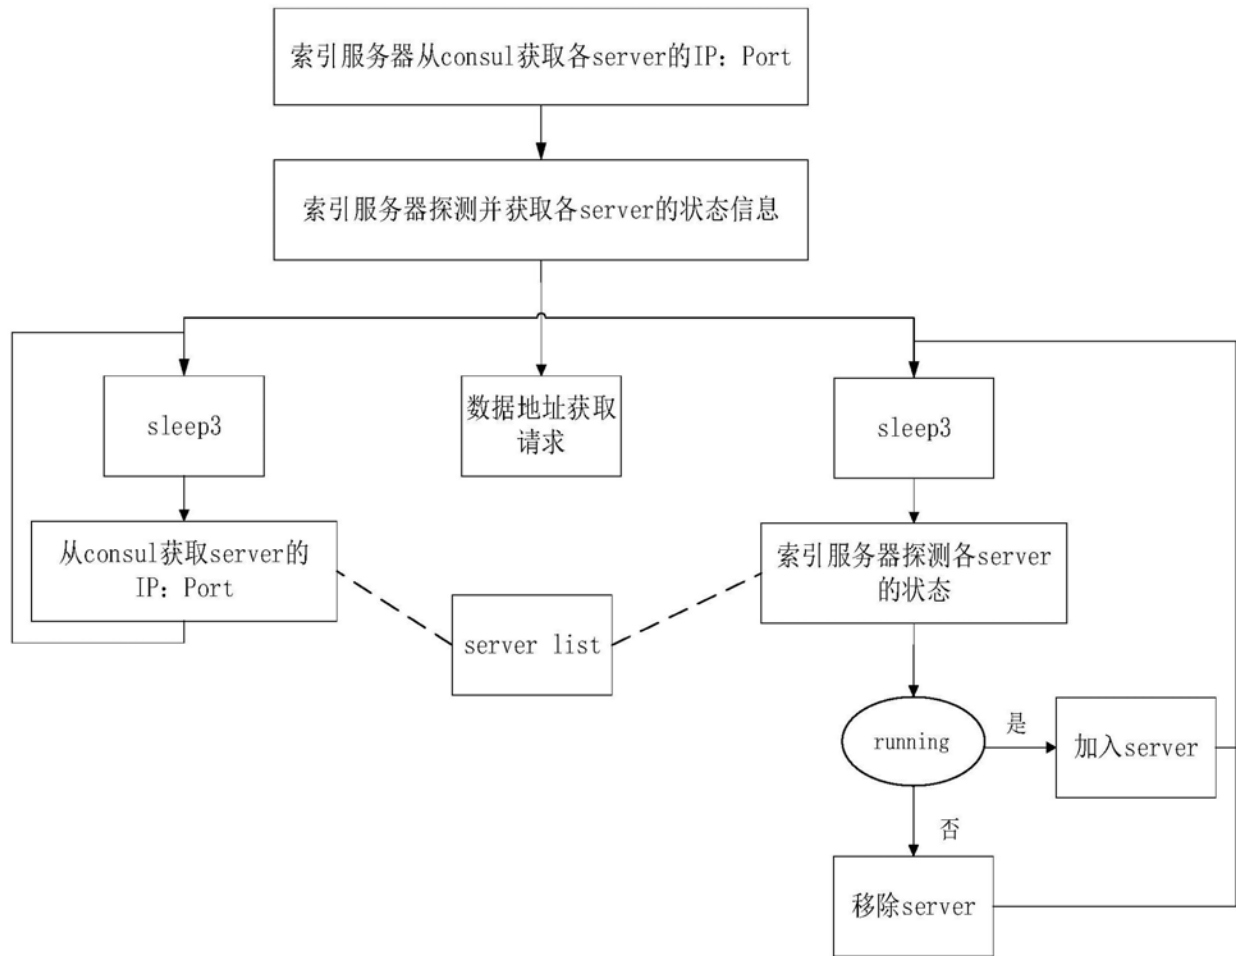 索引服务器从consul获取各server的IP：Port
索引服务器探测并获取各server的状态信息
sleep3
数据地址获取
请求
sleep3
从consul获取server的
IP：Port
索引服务器探测各server
的状态
server list
running
是
加入server
否
移除server